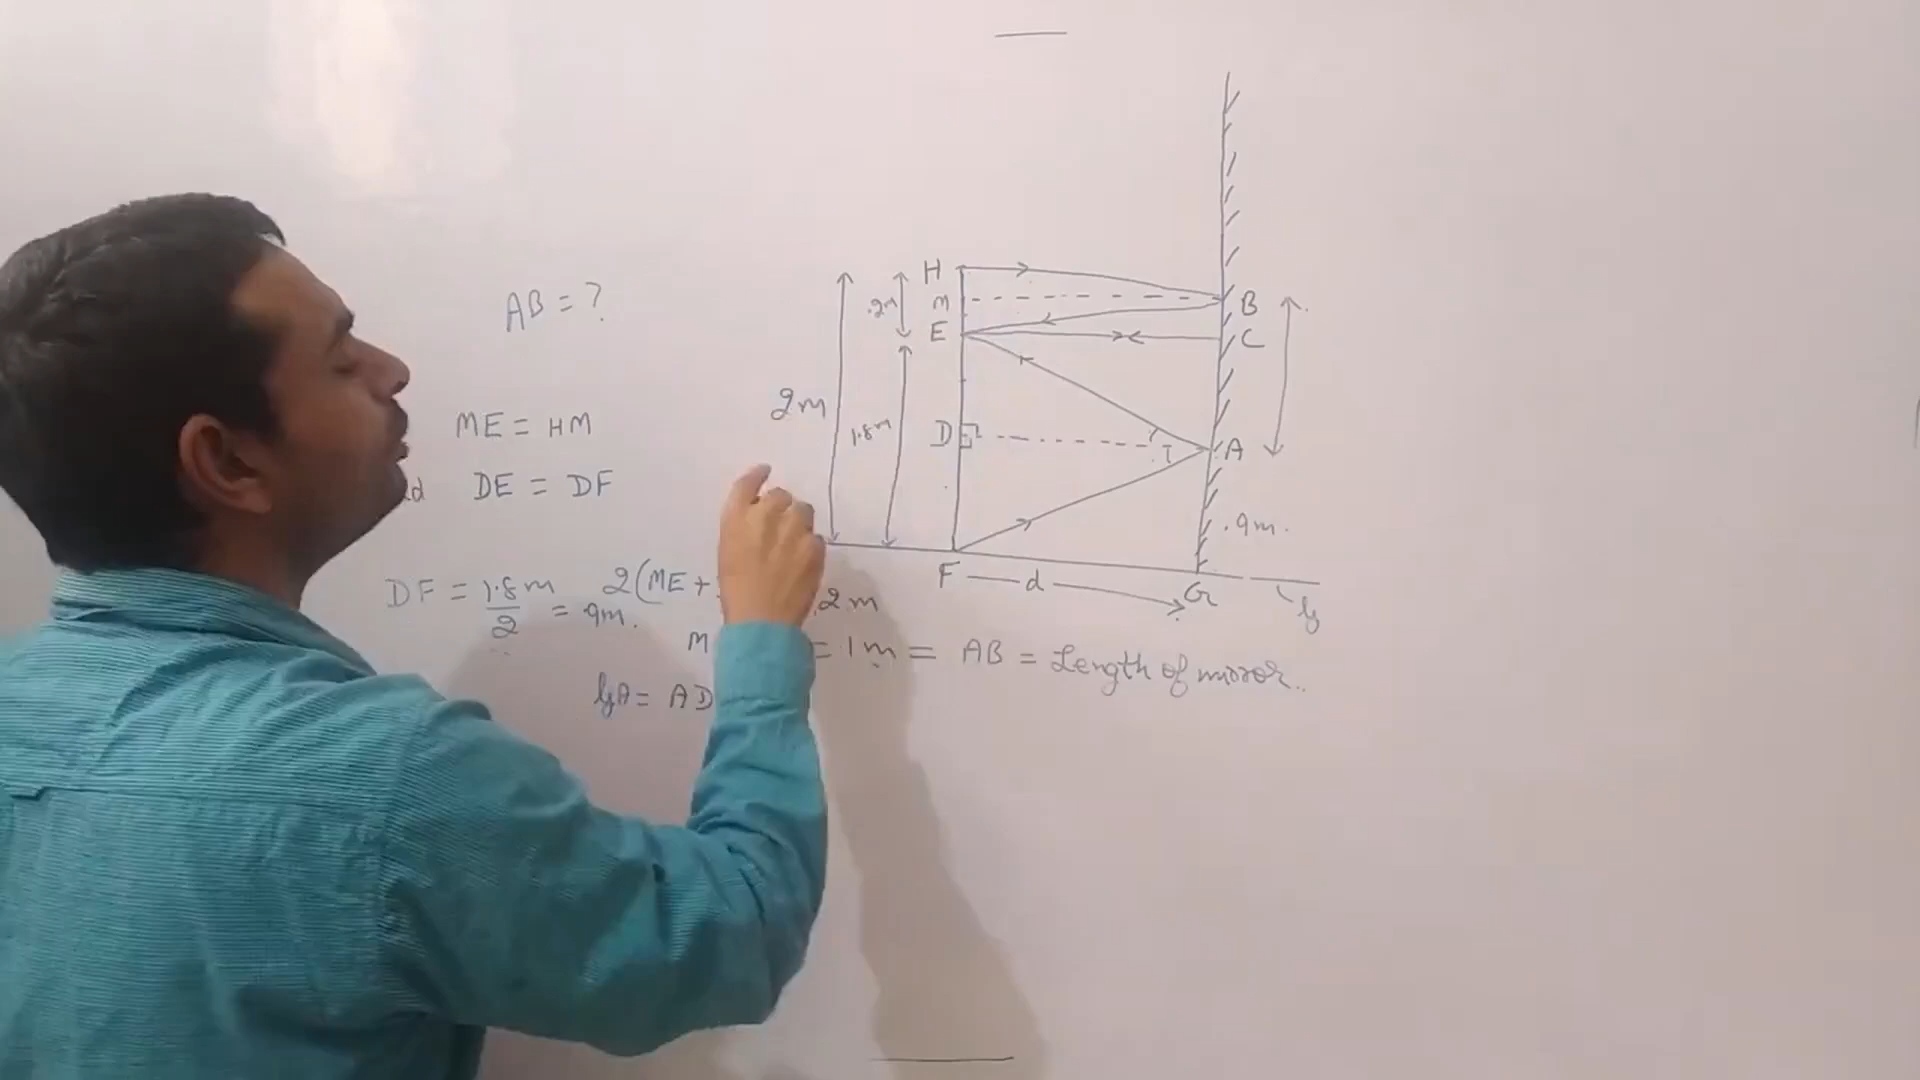 AB = ?
ME = HM
DE = DF
DF = 1.8m/2 = .9m.
2(ME +
.2m
M
= 1m = AB = Length of mirror.
GA = AD
H
M
E
D
F
B
C
A
G
.2m
2m
1.8m
.9m.
d